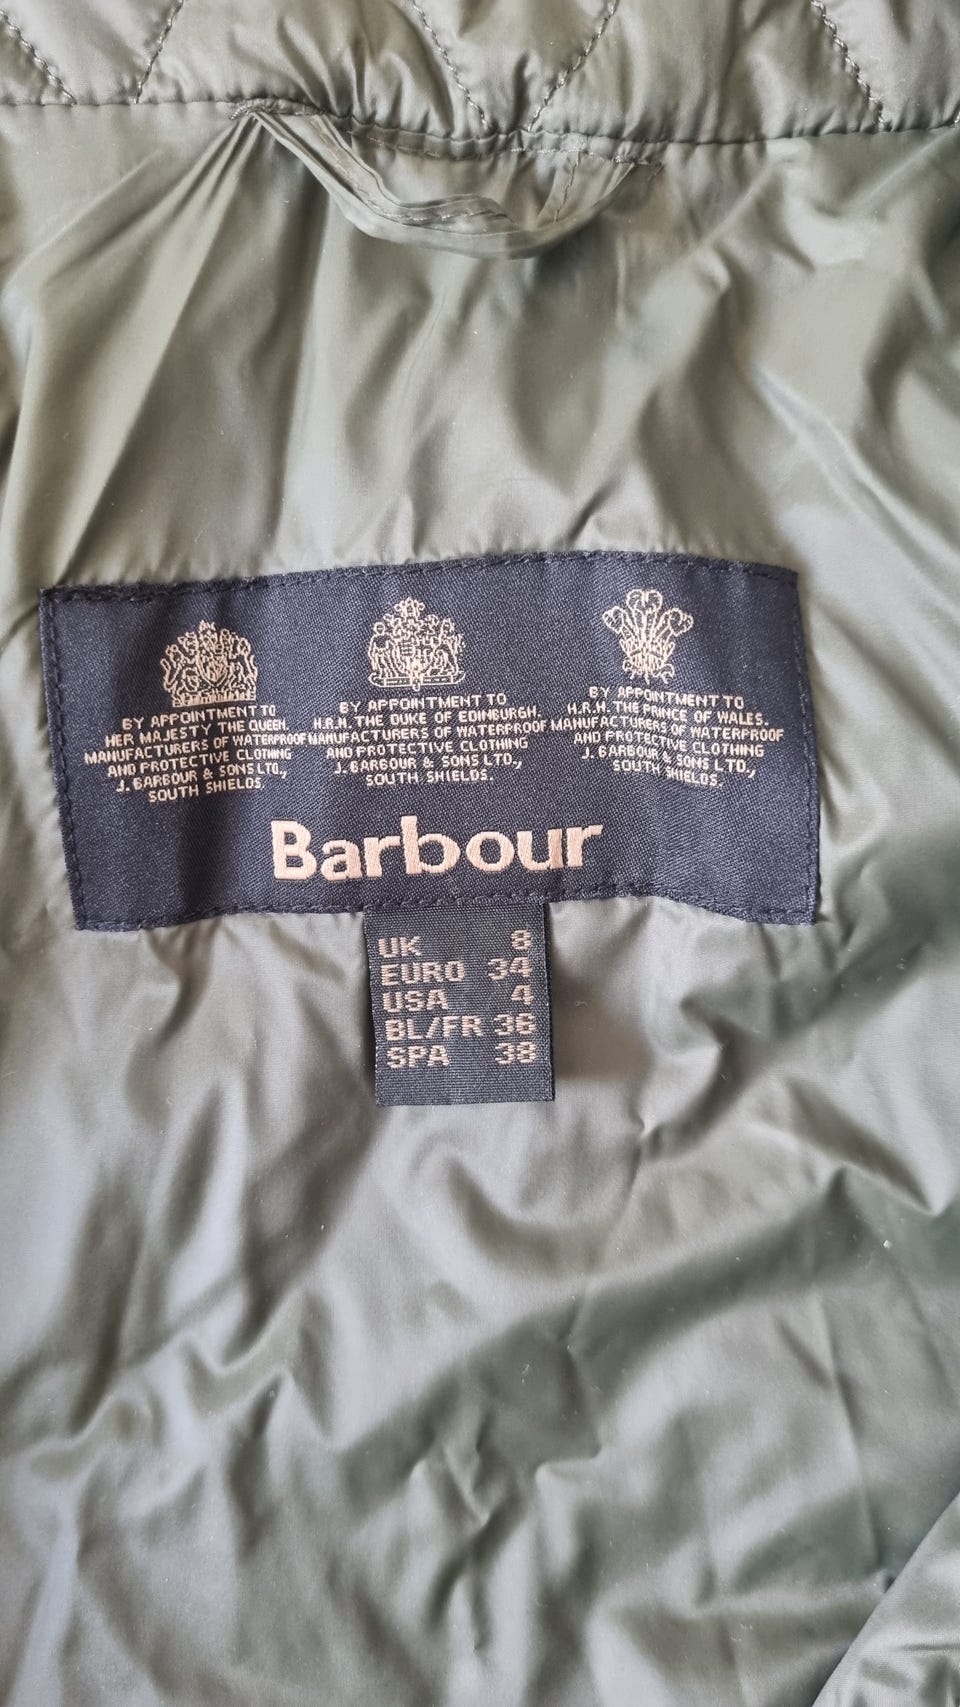 BY APPOINTMENT TO
HER MAJESTY THE QUEEN.
MANUFACTURERS OF WATERPROOF
AND PROTECTIVE CLOTHING
J. BARBOUR & SONS LTD.,
SOUTH SHIELDS.
BY APPOINTMENT TO
H.R.H. THE DUKE OF EDINBURGH.
MANUFACTURERS OF WATERPROOF
AND PROTECTIVE CLOTHING
J. BARBOUR & SONS LTD.,
SOUTH SHIELDS.
BY APPOINTMENT TO
H.R.H. THE PRINCE OF WALES.
MANUFACTURERS OF WATERPROOF
AND PROTECTIVE CLOTHING
J. BARBOUR & SONS LTD.,
SOUTH SHIELDS.
Barbour
UK 8
EURO 34
USA 4
BL/FR 36
SPA 38